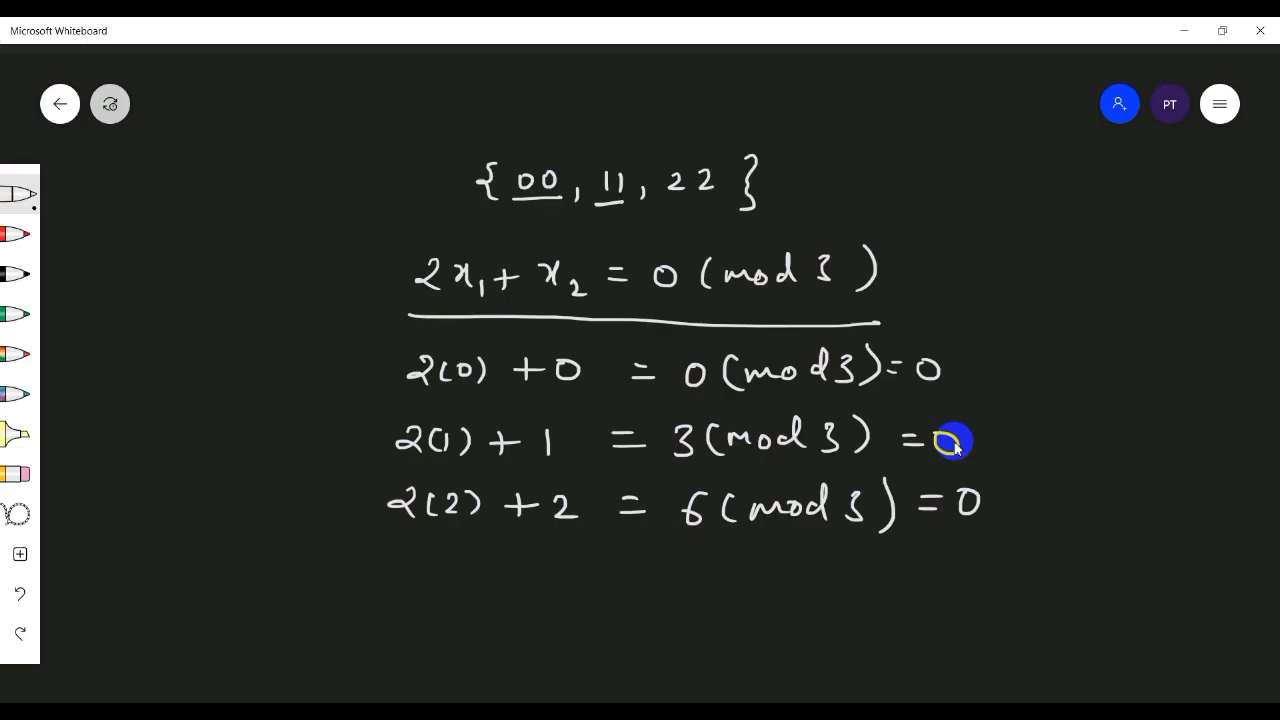 Microsoft Whiteboard
PT
{ 00, 11, 22 }
2x₁ + x₂ = 0 (mod 3)
2(0) + 0 = 0 (mod 3) = 0
2(1) + 1 = 3 (mod 3) = 0
2(2) + 2 = 6 (mod 3) = 0